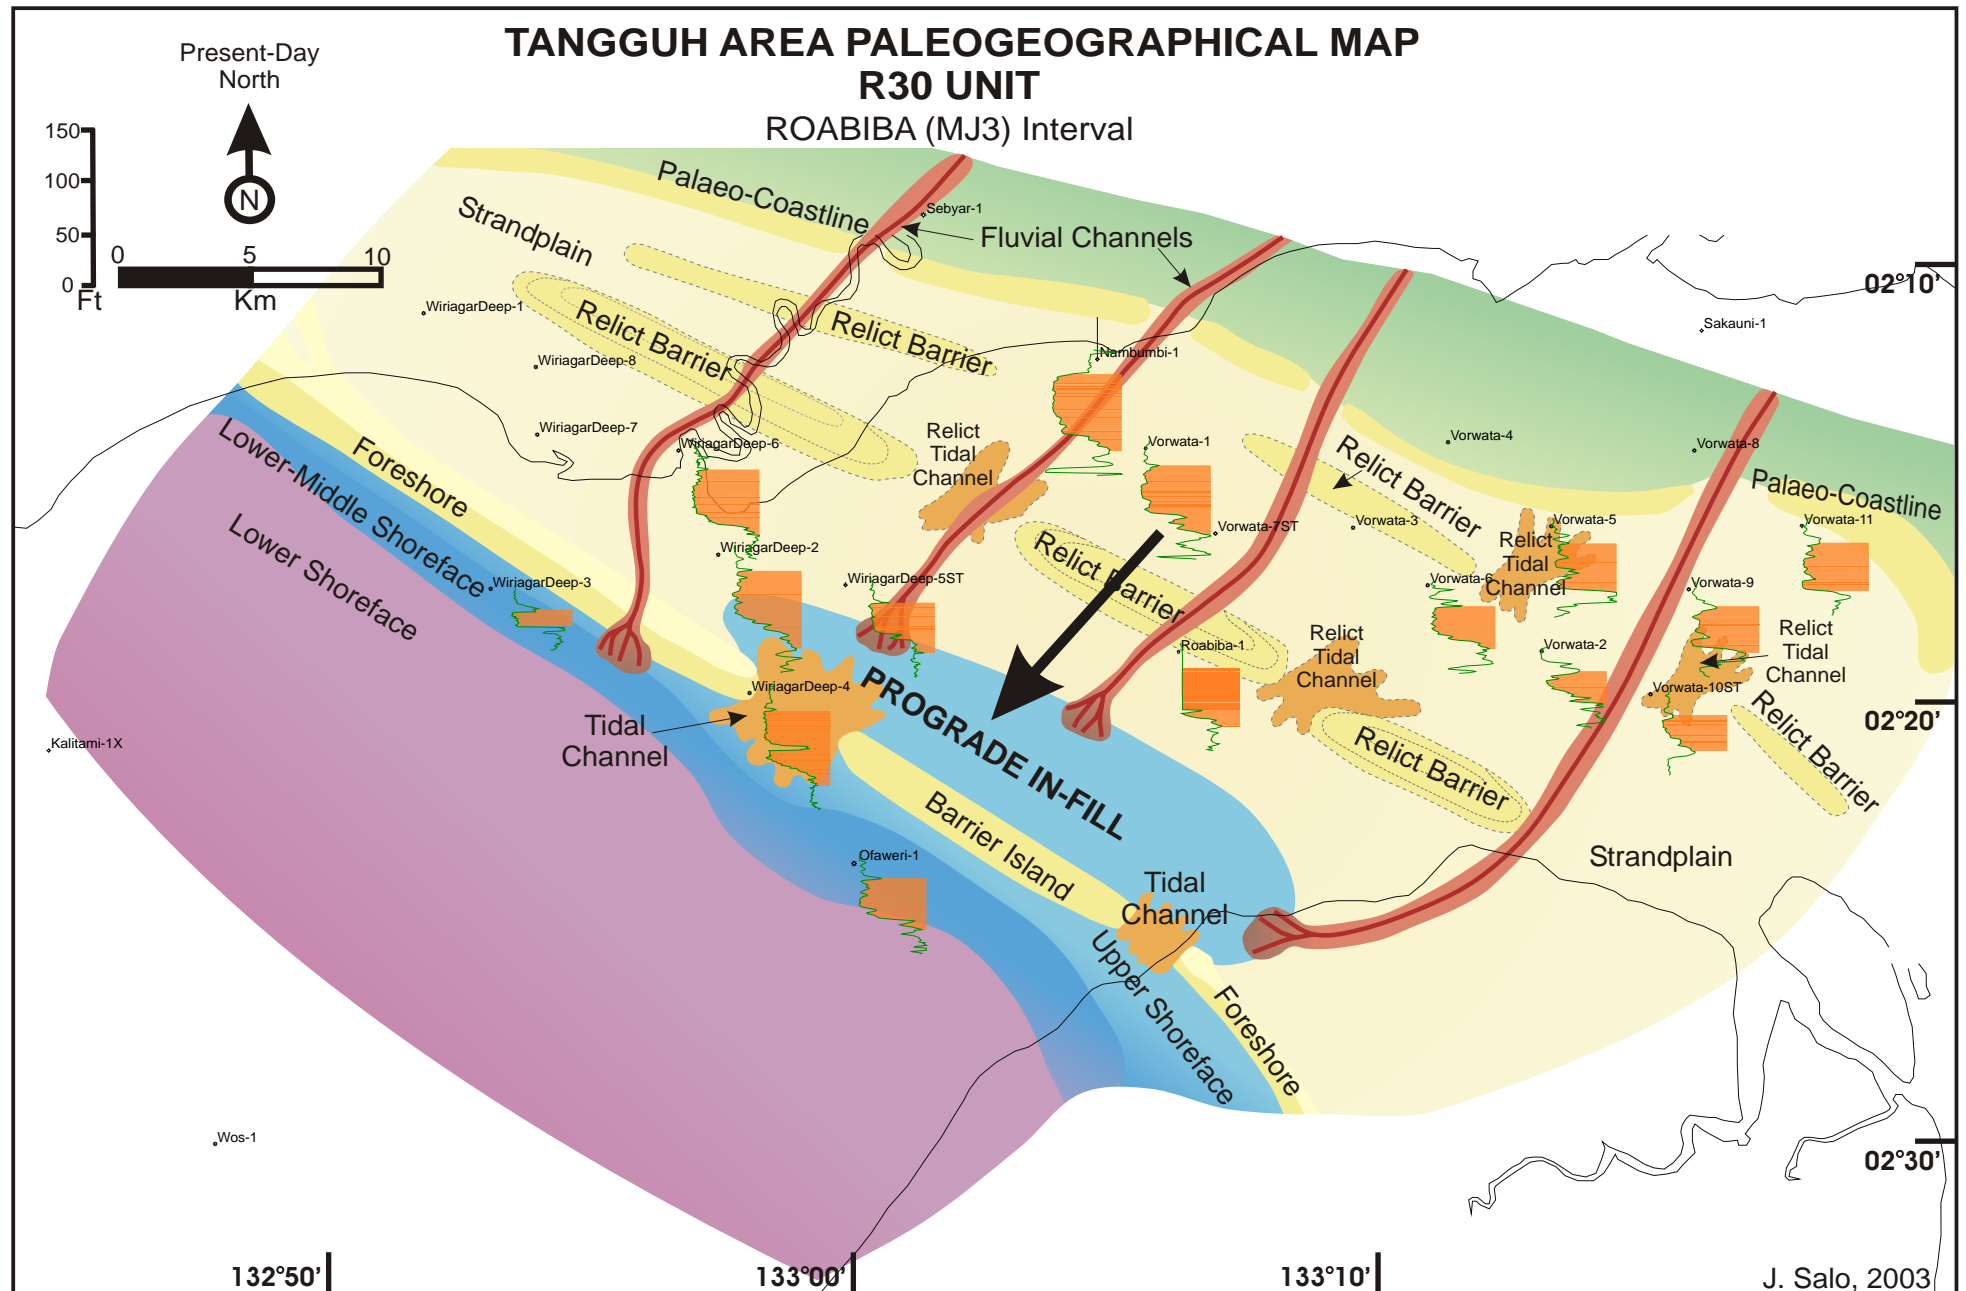 TANGGUH AREA PALEOGEOGRAPHICAL MAP
R30 UNIT
ROABIBA (MJ3) Interval
Present-Day
North
N
150
100
50
0
Ft
0
5
10
Km
Palaeo-Coastline
Strandplain
Sebyar-1
Fluvial Channels
02°10'
WiriagarDeep-1
Relict Barrier
Relict Barrier
Sakauni-1
WiriagarDeep-8
Nambumbi-1
WiriagarDeep-7
WiriagarDeep-6
Relict
Tidal
Channel
Vorwata-1
Relict Barrier
Vorwata-4
Vorwata-8
Palaeo-Coastline
Foreshore
Lower-Middle Shoreface
Lower Shoreface
WiriagarDeep-2
WiriagarDeep-3
WiriagarDeep-5ST
Vorwata-7ST
Vorwata-3
Vorwata-5
Vorwata-11
Relict
Tidal
Channel
Relict Barrier
Vorwata-6
Vorwata-9
Roabiba-1
Relict
Tidal
Channel
Vorwata-2
Relict
Tidal
Channel
WiriagarDeep-4
Vorwata-10ST
Tidal
Channel
PROGRADE IN-FILL
Relict Barrier
Relict Barrier
02°20'
Kalitami-1X
Barrier Island
Ofaweri-1
Tidal
Channel
Strandplain
Upper Shoreface
Foreshore
Wos-1
02°30'
132°50'
133°00'
133°10'
J. Salo, 2003